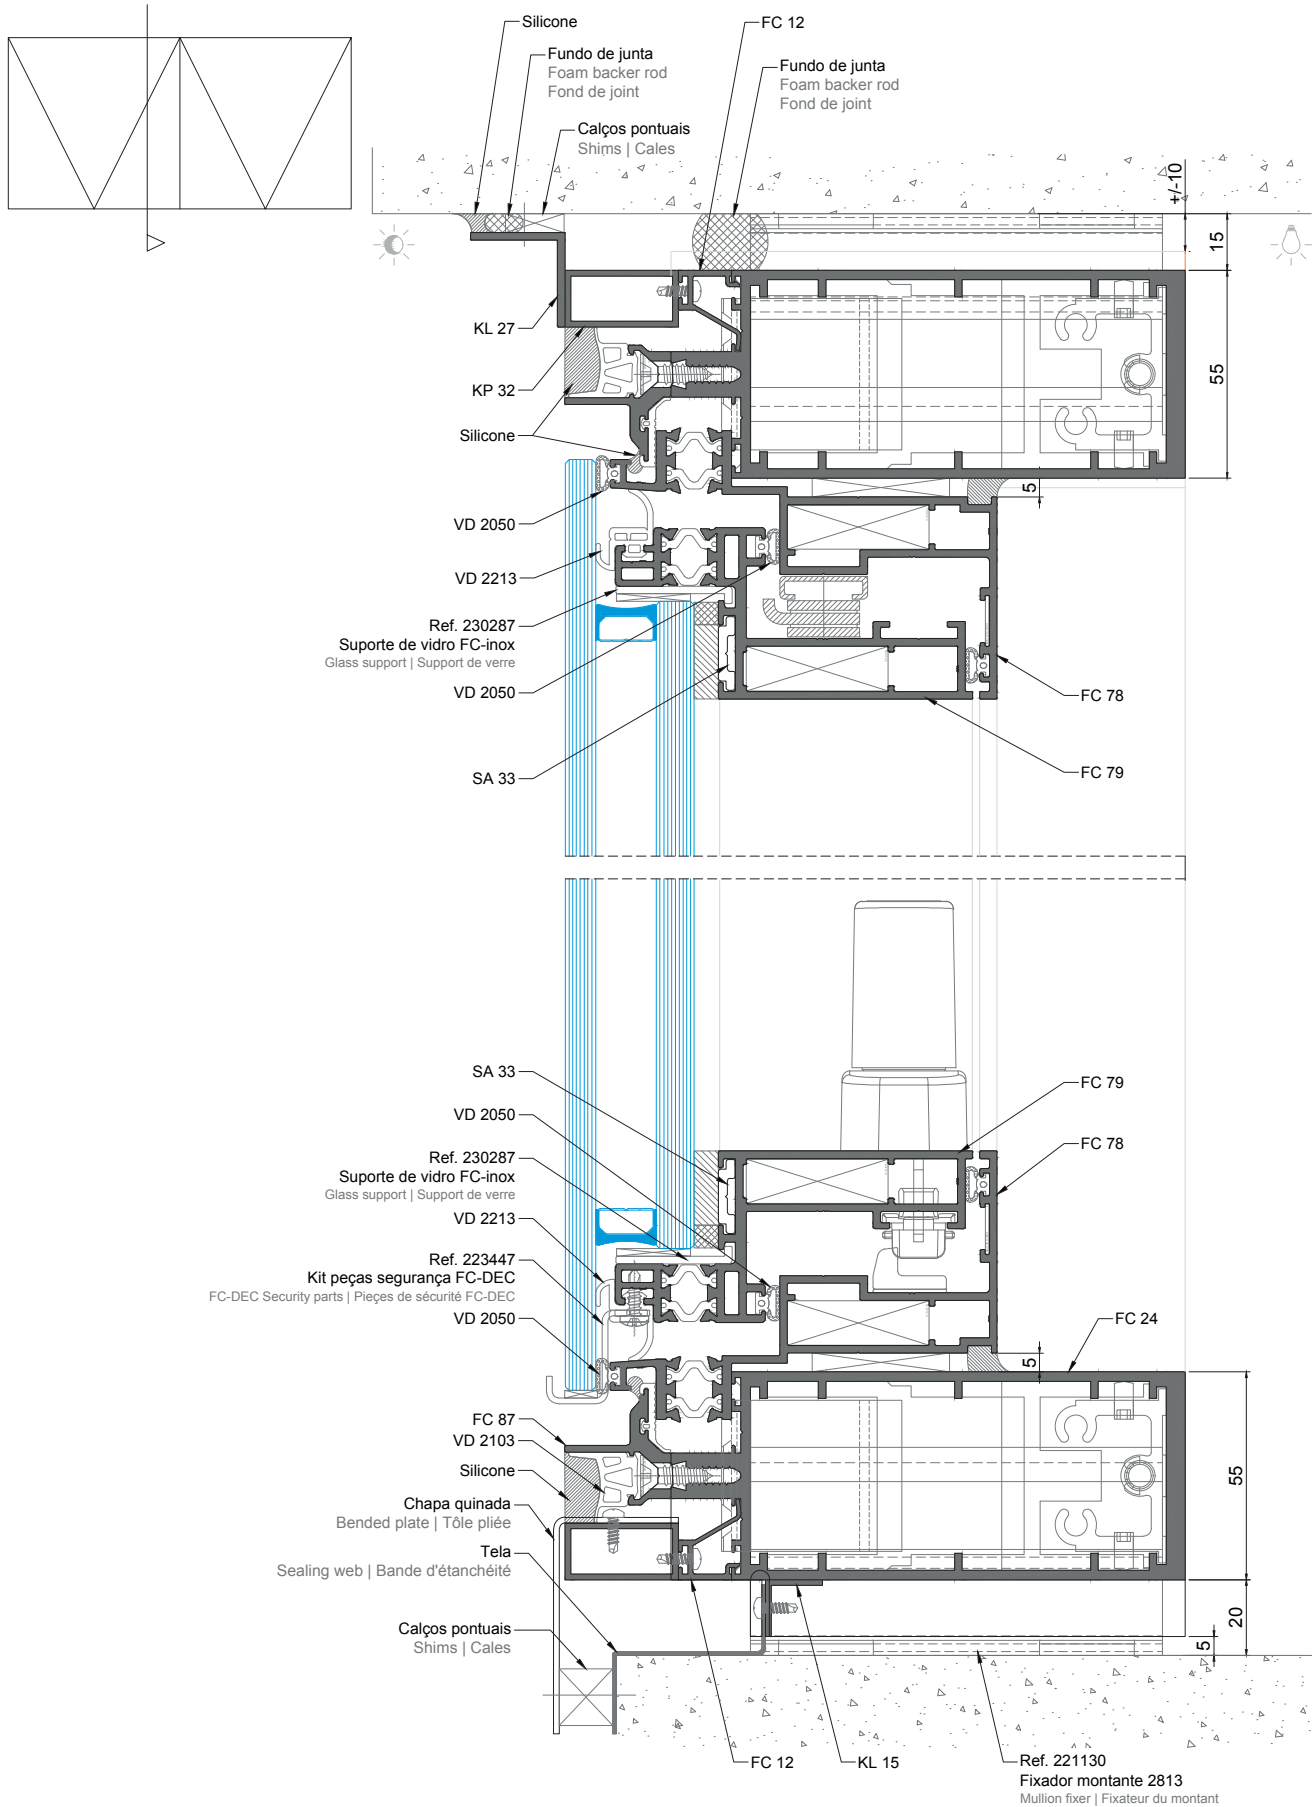 Silicone
FC 12
Fundo de junta
Foam backer rod
Fond de joint
Fundo de junta
Foam backer rod
Fond de joint
Calços pontuais
Shims | Cales
+/-10
15
KL 27
KP 32
55
Silicone
5
VD 2050
VD 2213
Ref. 230287
Suporte de vidro FC-inox
Glass support | Support de verre
VD 2050
FC 78
SA 33
FC 79
SA 33
FC 79
VD 2050
FC 78
Ref. 230287
Suporte de vidro FC-inox
Glass support | Support de verre
VD 2213
Ref. 223447
Kit peças segurança FC-DEC
FC-DEC Security parts | Pieçes de sécurité FC-DEC
VD 2050
FC 24
5
FC 87
VD 2103
Silicone
55
Chapa quinada
Bended plate | Tôle pliée
Tela
Sealing web | Bande d'étanchéité
20
5
Calços pontuais
Shims | Cales
FC 12
KL 15
Ref. 221130
Fixador montante 2813
Mullion fixer | Fixateur du montant